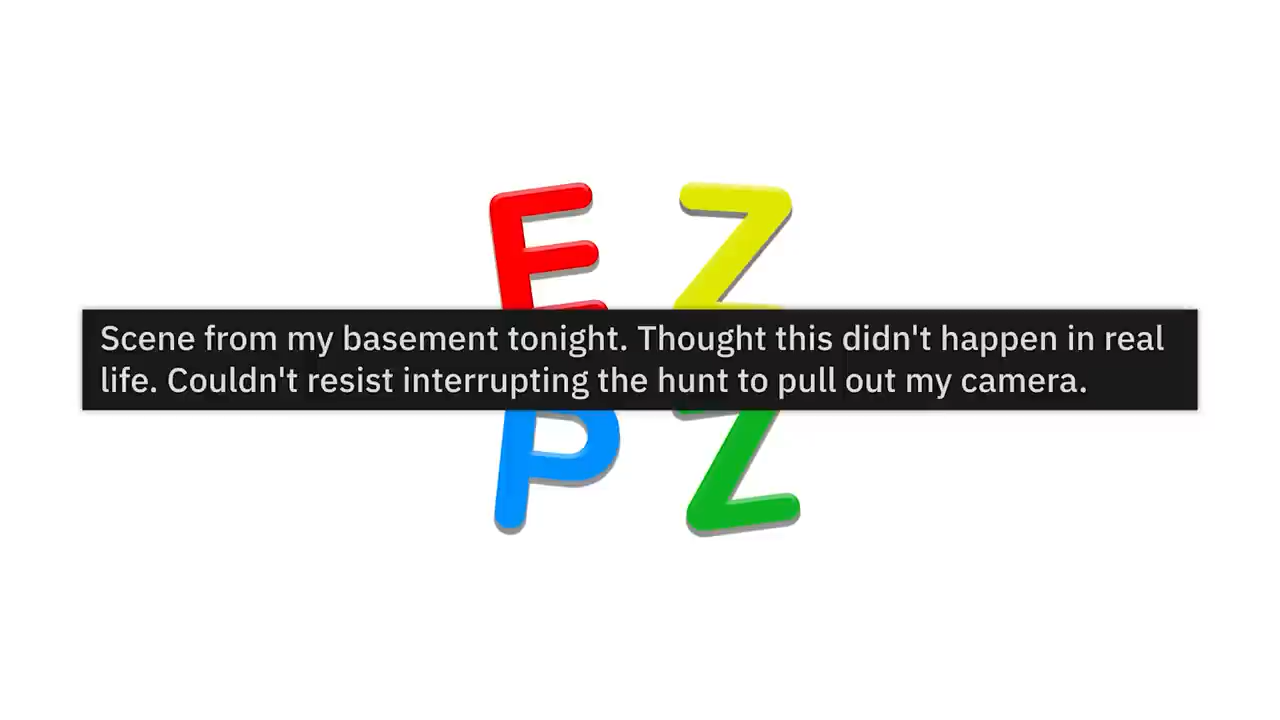 E Z
Scene from my basement tonight. Thought this didn't happen in real
life. Couldn't resist interrupting the hunt to pull out my camera.
P Z